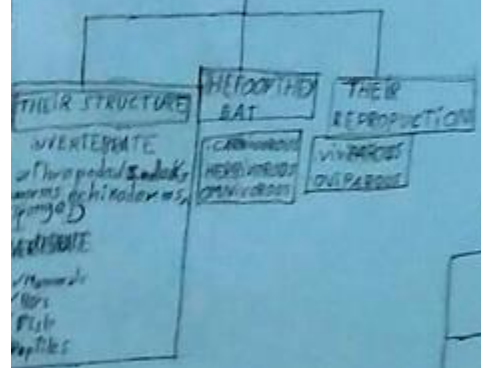 THEIR STRUCTURE
INVERTEBRATE
worms, echinoderms,
VERTEBRATE
Mammals
Fish
Reptiles
THE FOOD THEY
EAT
CARNIVOROUS
HERBIVOROUS
OMNIVOROUS
THEIR
REPRODUCTION
VIVIPAROUS
OVIPAROUS